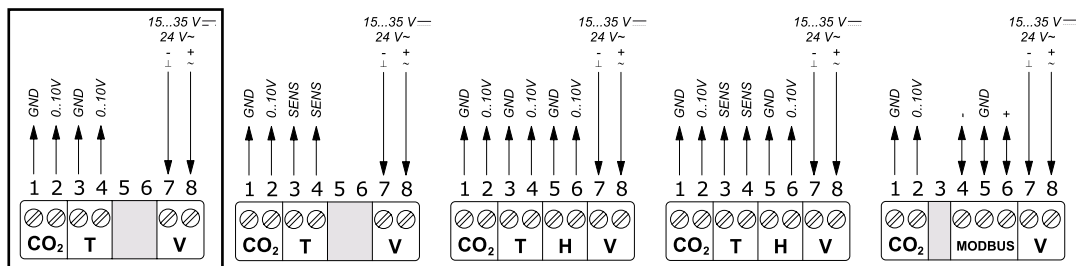 15...35 V⎓
24 V~
- +
⊥ ~
GND 0..10V GND 0..10V
1 2 3 4 5 6 7 8
CO₂ T V
15...35 V⎓
24 V~
- +
⊥ ~
GND 0..10V SENS SENS
1 2 3 4 5 6 7 8
CO₂ T V
15...35 V⎓
24 V~
- +
⊥ ~
GND 0..10V GND 0..10V GND 0..10V
1 2 3 4 5 6 7 8
CO₂ T H V
15...35 V⎓
24 V~
- +
⊥ ~
GND 0..10V SENS SENS GND 0..10V
1 2 3 4 5 6 7 8
CO₂ T H V
15...35 V⎓
24 V~
- +
⊥ ~
GND 0..10V - GND +
1 2 3 4 5 6 7 8
CO₂ MODBUS V